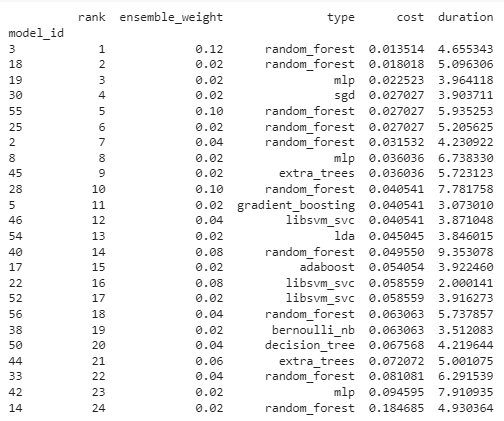 rank ensemble_weight type cost duration
model_id
3 1 0.12 random_forest 0.013514 4.655343
18 2 0.02 random_forest 0.018018 5.096306
19 3 0.02 mlp 0.022523 3.964118
30 4 0.02 sgd 0.027027 3.903711
55 5 0.10 random_forest 0.027027 5.935253
25 6 0.02 random_forest 0.027027 5.205625
2 7 0.04 random_forest 0.031532 4.230922
8 8 0.02 mlp 0.036036 6.738330
45 9 0.02 extra_trees 0.036036 5.723123
28 10 0.10 random_forest 0.040541 7.781758
5 11 0.02 gradient_boosting 0.040541 3.073010
46 12 0.04 libsvm_svc 0.040541 3.871048
54 13 0.02 lda 0.045045 3.846015
40 14 0.08 random_forest 0.049550 9.353078
17 15 0.02 adaboost 0.054054 3.922460
22 16 0.08 libsvm_svc 0.058559 2.000141
52 17 0.02 libsvm_svc 0.058559 3.916273
56 18 0.04 random_forest 0.063063 5.737857
38 19 0.02 bernoulli_nb 0.063063 3.512083
50 20 0.04 decision_tree 0.067568 4.219644
44 21 0.06 extra_trees 0.072072 5.001075
33 22 0.04 random_forest 0.081081 6.291539
42 23 0.02 mlp 0.094595 7.910935
14 24 0.02 random_forest 0.184685 4.930364